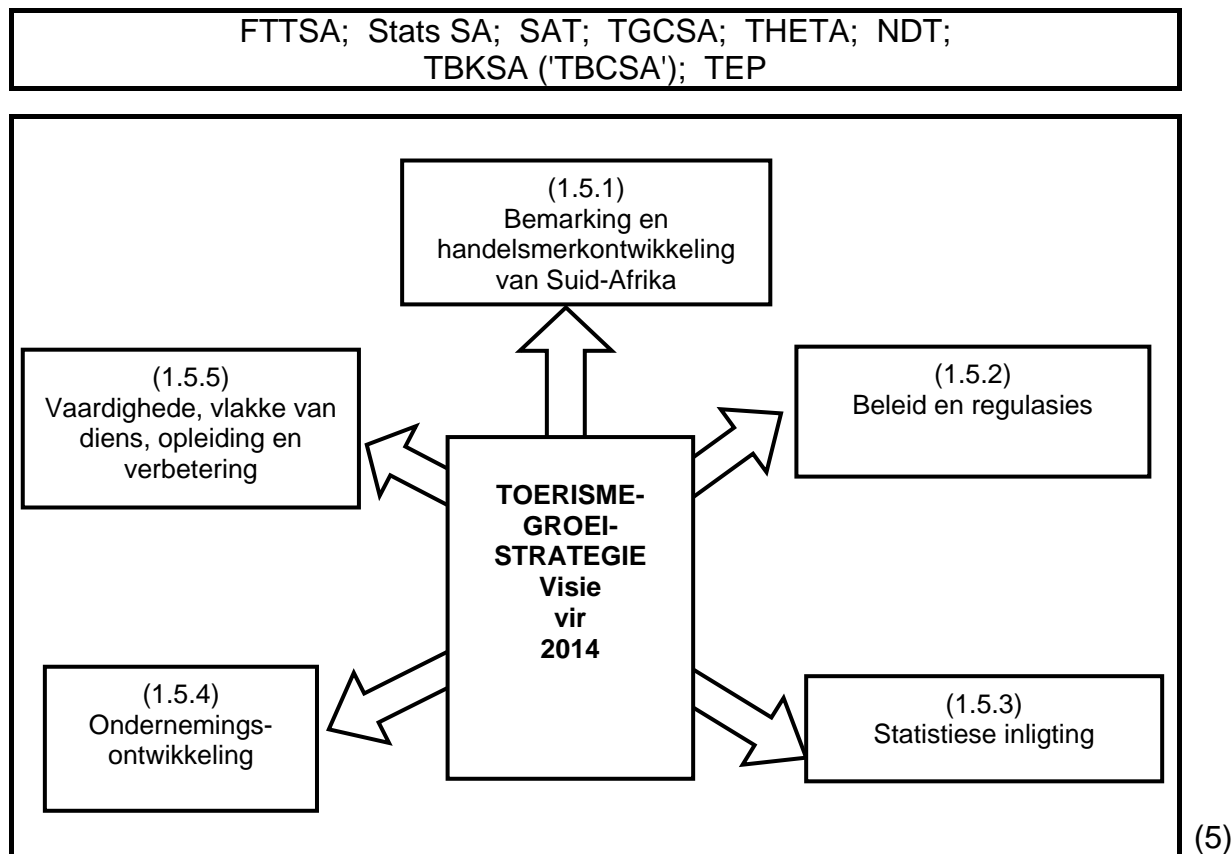 FTTSA; Stats SA; SAT; TGCSA; THETA; NDT;
TBKSA ('TBCSA'); TEP
(1.5.1)
Bemarking en
handelsmerkontwikkeling
van Suid-Afrika
(1.5.5)
Vaardighede, vlakke van
diens, opleiding en
verbetering
(1.5.2)
Beleid en regulasies
TOERISME-
GROEI-
STRATEGIE
Visie
vir
2014
(1.5.4)
Ondernemings-
ontwikkeling
(1.5.3)
Statistiese inligting
(5)